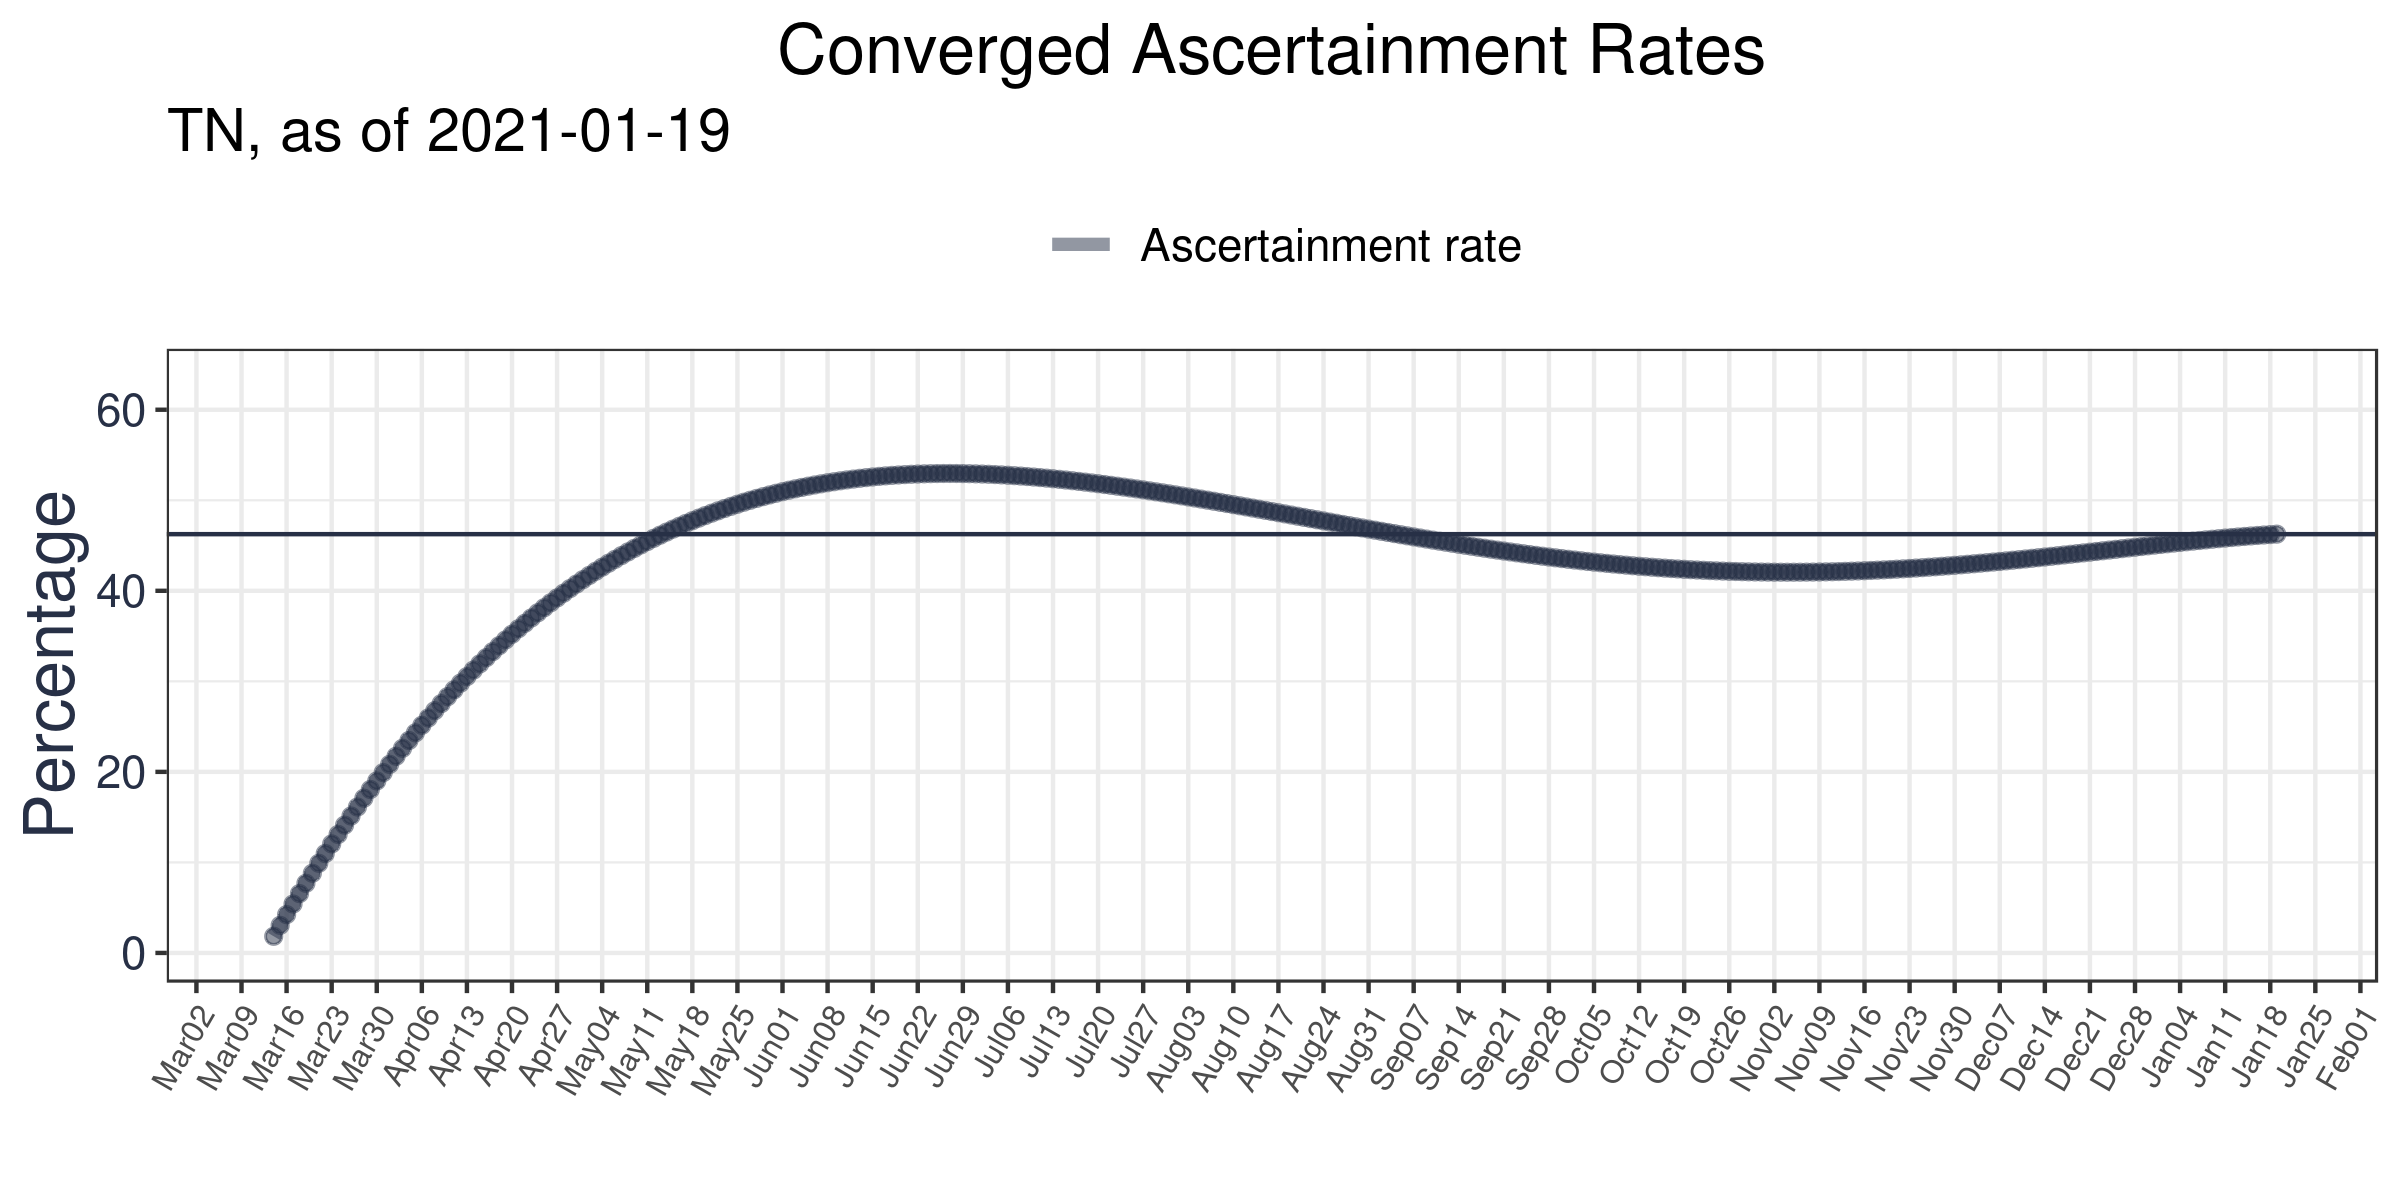 Converged Ascertainment Rates
TN, as of 2021-01-19
Ascertainment rate
Percentage
60
40
20
0
Mar02
Mar09
Mar16
Mar23
Mar30
Apr06
Apr13
Apr20
Apr27
May04
May11
May18
May25
Jun01
Jun08
Jun15
Jun22
Jun29
Jul06
Jul13
Jul20
Jul27
Aug03
Aug10
Aug17
Aug24
Aug31
Sep07
Sep14
Sep21
Sep28
Oct05
Oct12
Oct19
Oct26
Nov02
Nov09
Nov16
Nov23
Nov30
Dec07
Dec14
Dec21
Dec28
Jan04
Jan11
Jan18
Jan25
Feb01